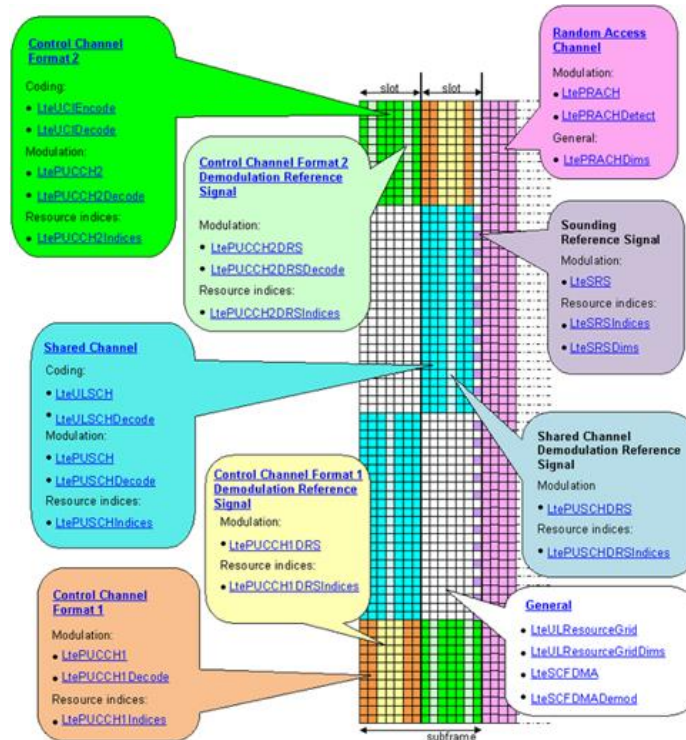 Control Channel
Format 2
Coding:
• LteUCIEncode
• LteUCIDecode
Modulation:
• LtePUCCH2
• LtePUCCH2Decode
Resource indices:
• LtePUCCH2Indices
slot
slot
Random Access
Channel
Modulation:
• LtePRACH
• LtePRACHDetect
General:
• LtePRACHDims
Control Channel Format 2
Demodulation Reference
Signal
Modulation:
• LtePUCCH2DRS
• LtePUCCH2DRSDecode
Resource indices:
• LtePUCCH2DRSIndices
Sounding
Reference Signal
Modulation:
• LteSRS
Resource indices:
• LteSRSIndices
• LteSRSDims
Shared Channel
Coding:
• LteULSCH
• LteULSCHDecode
Modulation:
• LtePUSCH
• LtePUSCHDecode
Resource indices:
• LtePUSCHIndices
Shared Channel
Demodulation Reference
Signal
Modulation
• LtePUSCHDRS
Resource indices:
• LtePUSCHDRSIndices
Control Channel Format 1
Demodulation Reference
Signal
Modulation:
• LtePUCCH1DRS
Resource indices:
• LtePUCCH1DRSIndices
Control Channel
Format 1
Modulation:
• LtePUCCH1
• LtePUCCH1Decode
Resource indices:
• LtePUCCH1Indices
General
• LteULResourceGrid
• LteULResourceGridDims
• LteSCFDMA
• LteSCFDMADemod
subframe